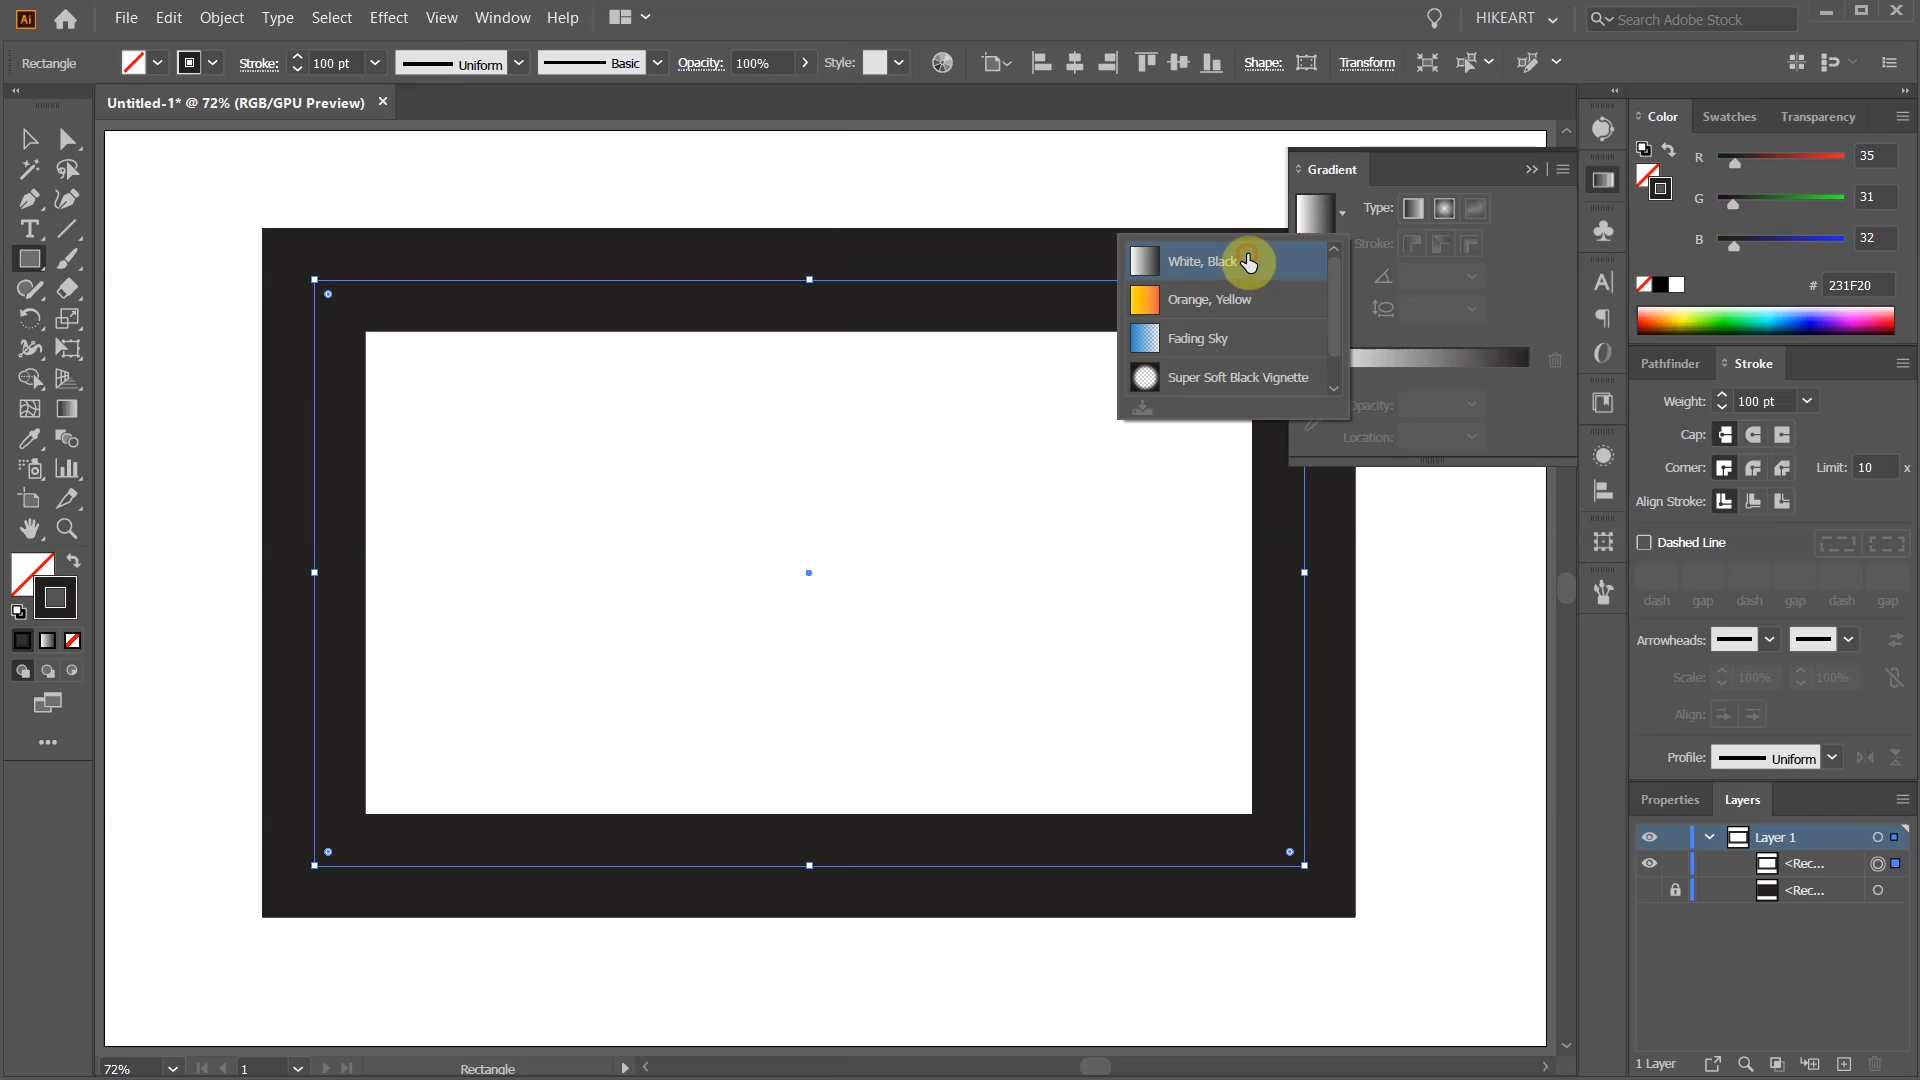 Ai File Edit Object Type Select Effect View Window Help HIKEART Search Adobe Stock
Rectangle Stroke: 100 pt Uniform Basic Opacity: 100% Style: Shape: Transform
Untitled-1* @ 72% (RGB/GPU Preview)
Gradient
Type:
Stroke:
White, Black
Orange, Yellow
Fading Sky
Super Soft Black Vignette
Opacity:
Location:
Color Swatches Transparency
R 35
G 31
B 32
# 231F20
Pathfinder Stroke
Weight: 100 pt
Cap:
Corner: Limit: 10 x
Align Stroke:
Dashed Line
dash gap dash gap dash gap
Arrowheads:
Scale: 100% 100%
Align:
Profile: Uniform
Properties Layers
Layer 1
<Rec...
<Rec...
1 Layer
72% 1 Rectangle